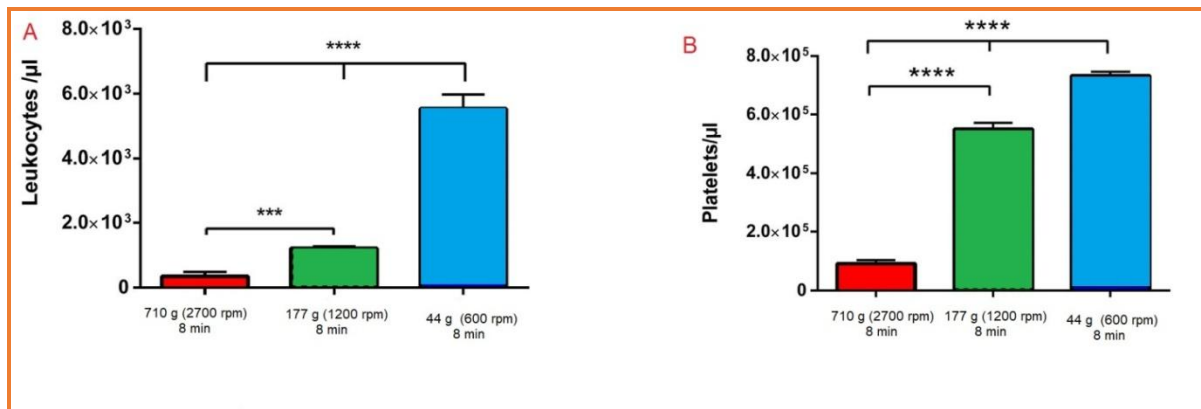 A
Leukocytes /µl
8.0×10³
6.0×10³
4.0×10³
2.0×10³
0
****
***
710 g (2700 rpm)
8 min
177 g (1200 rpm)
8 min
44 g (600 rpm)
8 min
B
Platelets/µl
8.0×10⁵
6.0×10⁵
4.0×10⁵
2.0×10⁵
0
****
****
710 g (2700 rpm)
8 min
177 g (1200 rpm)
8 min
44 g (600 rpm)
8 min